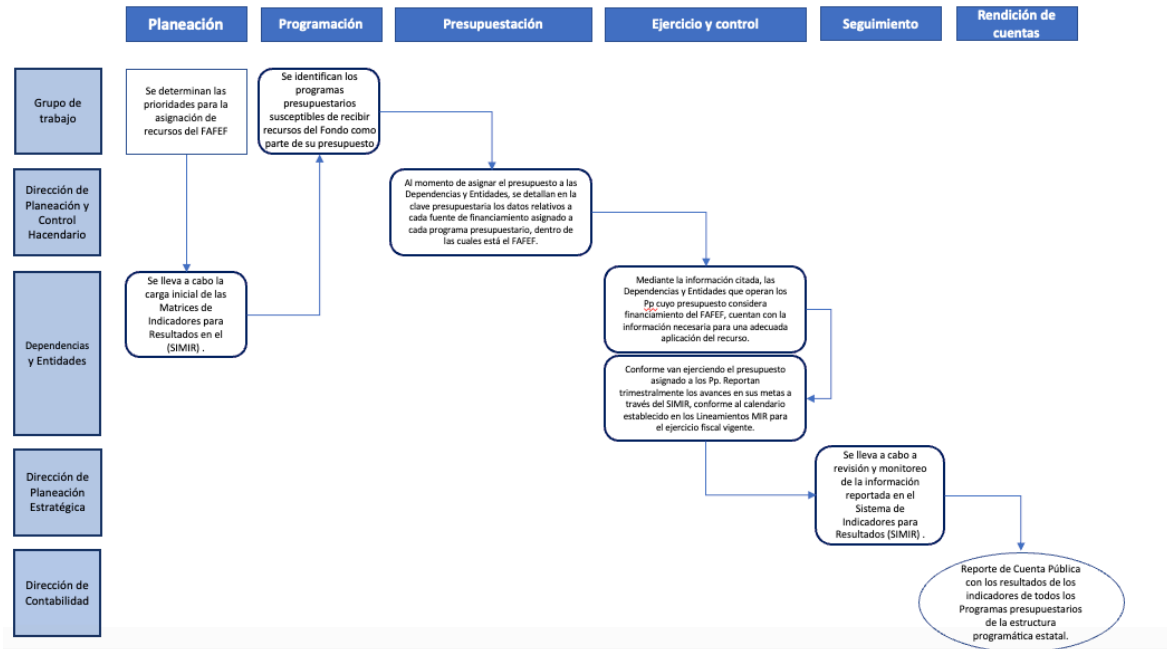 Planeación
Programación
Presupuestación
Ejercicio y control
Seguimiento
Rendición de
cuentas
Grupo de
trabajo
Se determinan las
prioridades para la
asignación de
recursos del FAFEF
Se identifican los
programas
presupuestarios
susceptibles de recibir
recursos del Fondo como
parte de su presupuesto
Dirección de
Planeación y
Control
Hacendario
Al momento de asignar el presupuesto a las
Dependencias y Entidades, se detallan en la
clave presupuestaria los datos relativos a
cada fuente de financiamiento asignado a
cada programa presupuestario, dentro de
las cuales está el FAFEF.
Dependencias
y Entidades
Se lleva a cabo la
carga inicial de las
Matrices de
Indicadores para
Resultados en el
(SIMIR) .
Mediante la información citada, las
Dependencias y Entidades que operan los
Pp cuyo presupuesto considera
financiamiento del FAFEF, cuentan con la
información necesaria para una adecuada
aplicación del recurso.
Conforme van ejerciendo el presupuesto
asignado a los Pp. Reportan
trimestralmente los avances en sus metas a
través del SIMIR, conforme al calendario
establecido en los Lineamientos MIR para
el ejercicio fiscal vigente.
Dirección de
Planeación
Estratégica
Se lleva a cabo a
revisión y monitoreo
de la información
reportada en el
Sistema de
Indicadores para
Resultados (SIMIR) .
Dirección de
Contabilidad
Reporte de Cuenta Pública
con los resultados de los
indicadores de todos los
Programas presupuestarios
de la estructura
programática estatal.